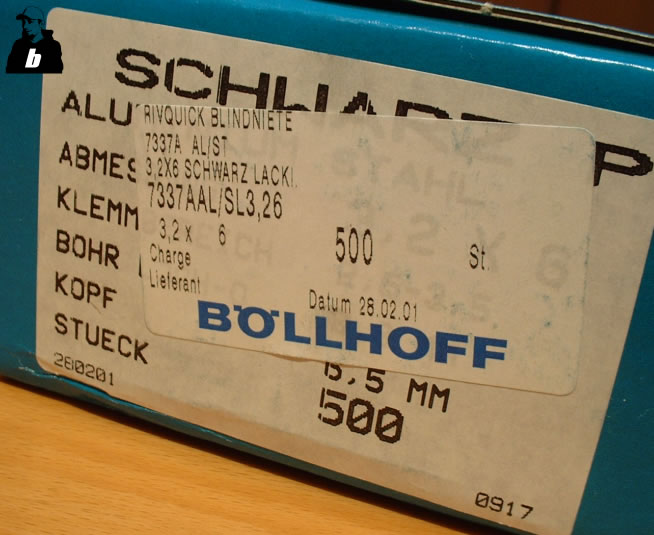 b
SCHWARZ P
ALU
ABMES
KLEMM
BOHR
KOPF
STUECK
280201
RIVQUICK BLINDNIETE
7337A AL/ST
3,2X6 SCHWARZ LACKI.
7337AAL/SL3,26
3,2 x 6 500 St.
Charge
Lieferant
Datum 28.02.01
BÖLLHOFF
6,5 MM
500
0917